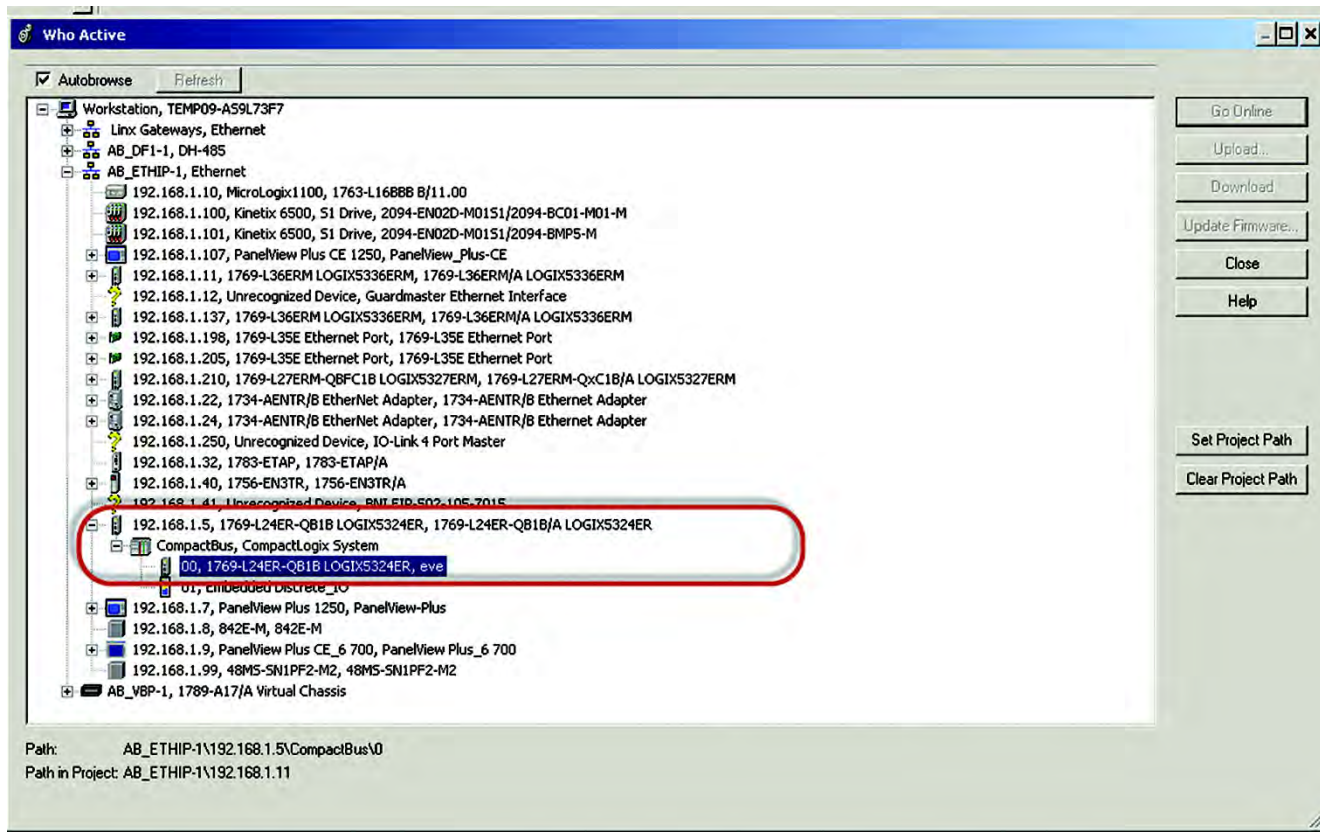 Who Active
Autobrowse Refresh
Workstation, TEMP09-A59L73F7
Linx Gateways, Ethernet
AB_DF1-1, DH-485
AB_ETHIP-1, Ethernet
192.168.1.10, MicroLogix1100, 1763-L16BBB B/11.00
192.168.1.100, Kinetix 6500, S1 Drive, 2094-EN02D-M01S1/2094-BC01-M01-M
192.168.1.101, Kinetix 6500, S1 Drive, 2094-EN02D-M01S1/2094-BMP5-M
192.168.1.107, PanelView Plus CE 1250, PanelView_Plus-CE
192.168.1.11, 1769-L36ERM LOGIX5336ERM, 1769-L36ERM/A LOGIX5336ERM
192.168.1.12, Unrecognized Device, Guardmaster Ethernet Interface
192.168.1.137, 1769-L36ERM LOGIX5336ERM, 1769-L36ERM/A LOGIX5336ERM
192.168.1.198, 1769-L35E Ethernet Port, 1769-L35E Ethernet Port
192.168.1.205, 1769-L35E Ethernet Port, 1769-L35E Ethernet Port
192.168.1.210, 1769-L27ERM-QBFC1B LOGIX5327ERM, 1769-L27ERM-QxC1B/A LOGIX5327ERM
192.168.1.22, 1734-AENTR/B EtherNet Adapter, 1734-AENTR/B Ethernet Adapter
192.168.1.24, 1734-AENTR/B EtherNet Adapter, 1734-AENTR/B Ethernet Adapter
192.168.1.250, Unrecognized Device, IO-Link 4 Port Master
192.168.1.32, 1783-ETAP, 1783-ETAP/A
192.168.1.40, 1756-EN3TR, 1756-EN3TR/A
192.168.1.41, Unrecognized Device, BNI EIP-502-105-Z015
192.168.1.5, 1769-L24ER-QB1B LOGIX5324ER, 1769-L24ER-QB1B/A LOGIX5324ER
CompactBus, CompactLogix System
00, 1769-L24ER-QB1B LOGIX5324ER, eve
01, Embedded Discrete_IO
192.168.1.7, PanelView Plus 1250, PanelView-Plus
192.168.1.8, 842E-M, 842E-M
192.168.1.9, PanelView Plus CE_6 700, PanelView Plus_6 700
192.168.1.99, 48MS-SN1PF2-M2, 48MS-SN1PF2-M2
AB_VBP-1, 1789-A17/A Virtual Chassis
Go Online
Upload...
Download
Update Firmware...
Close
Help
Set Project Path
Clear Project Path
Path: AB_ETHIP-1\192.168.1.5\CompactBus\0
Path in Project: AB_ETHIP-1\192.168.1.11